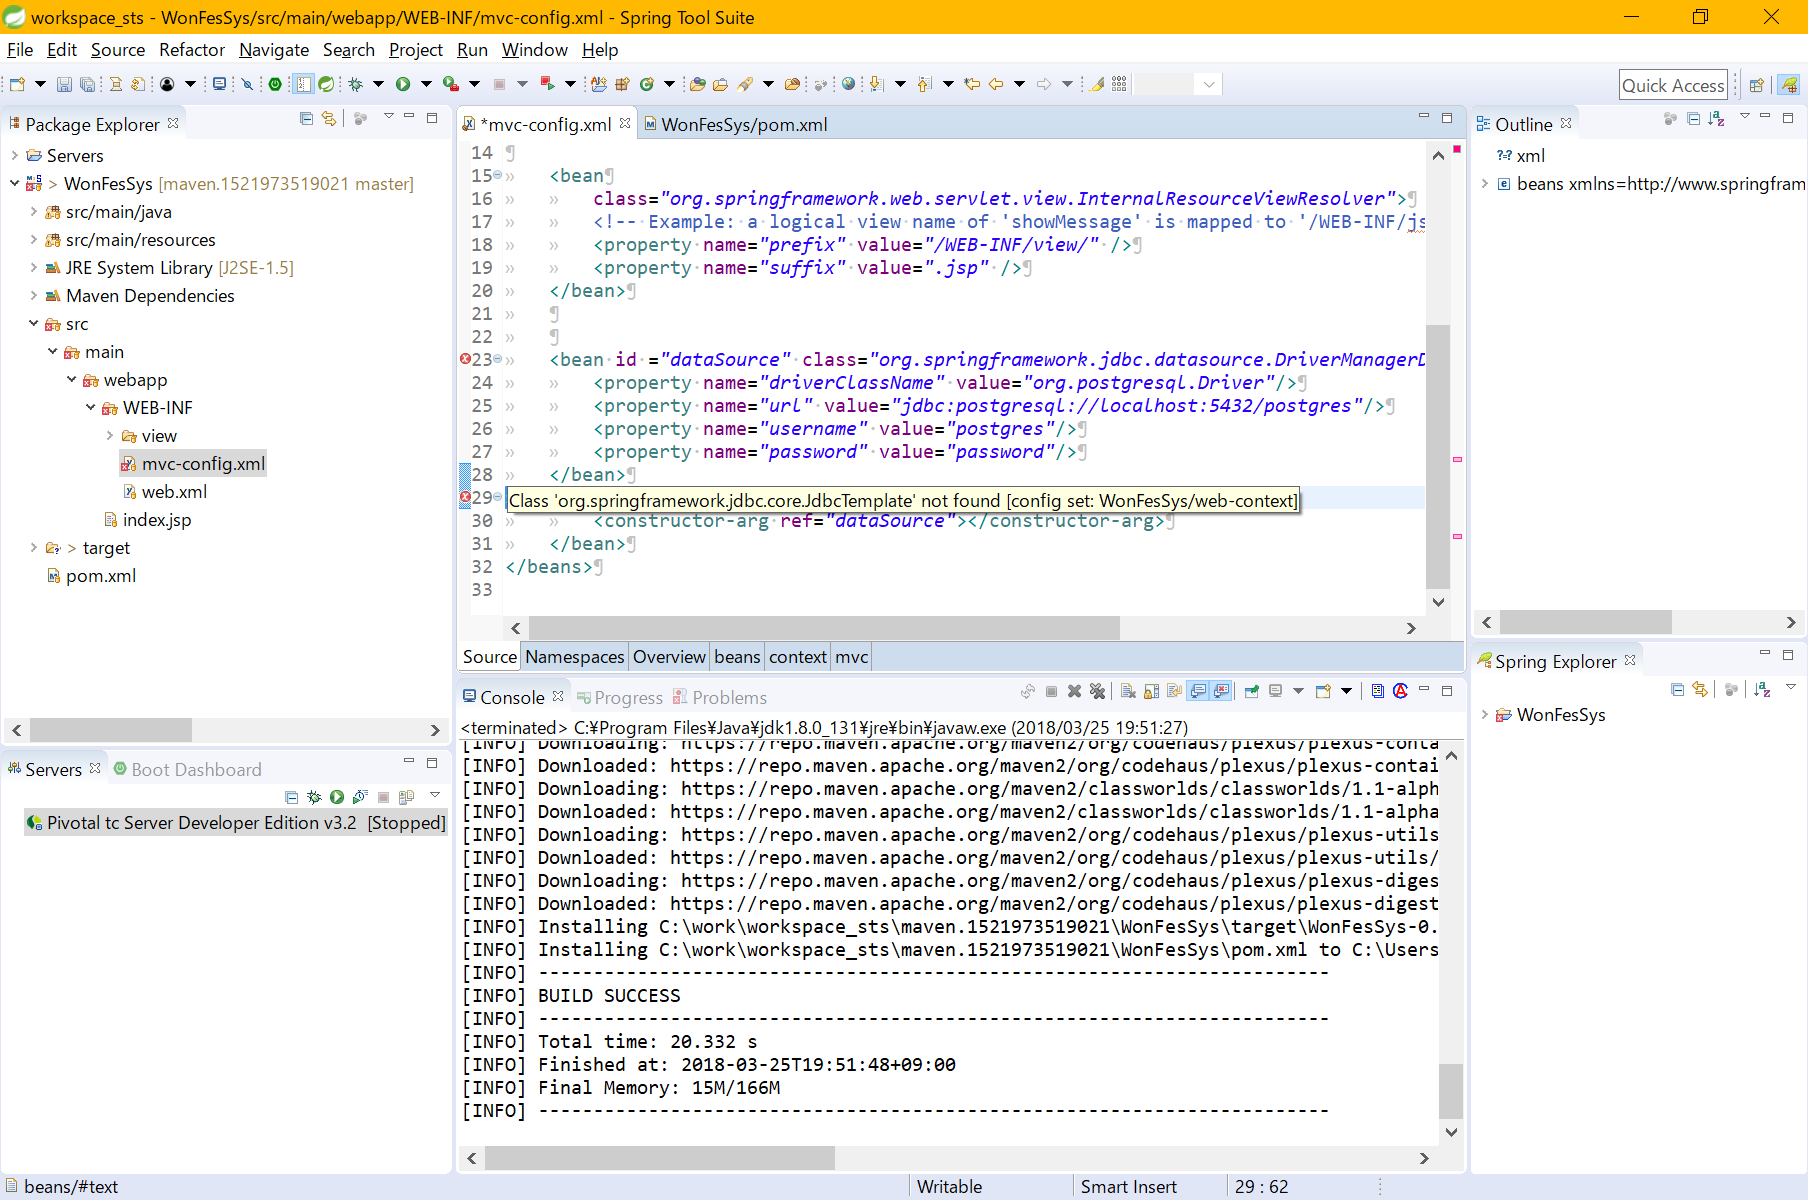 workspace_sts - WonFesSys/src/main/webapp/WEB-INF/mvc-config.xml - Spring Tool Suite
File Edit Source Refactor Navigate Search Project Run Window Help
Quick Access
Package Explorer
Servers
> WonFesSys [maven.1521973519021 master]
src/main/java
src/main/resources
JRE System Library [J2SE-1.5]
Maven Dependencies
src
main
webapp
WEB-INF
view
mvc-config.xml
web.xml
index.jsp
> target
pom.xml
*mvc-config.xml
WonFesSys/pom.xml
14
15 <bean
16 class="org.springframework.web.servlet.view.InternalResourceViewResolver">
17 <!-- Example: a logical view name of 'showMessage' is mapped to '/WEB-INF/js
18 <property name="prefix" value="/WEB-INF/view/" />
19 <property name="suffix" value=".jsp" />
20 </bean>
21
22
23 <bean id ="dataSource" class="org.springframework.jdbc.datasource.DriverManagerD
24 <property name="driverClassName" value="org.postgresql.Driver"/>
25 <property name="url" value="jdbc:postgresql://localhost:5432/postgres"/>
26 <property name="username" value="postgres"/>
27 <property name="password" value="password"/>
28 </bean>
29
Class 'org.springframework.jdbc.core.JdbcTemplate' not found [config set: WonFesSys/web-context]
30 <constructor-arg ref="dataSource"></constructor-arg>
31 </bean>
32 </beans>
33
Source Namespaces Overview beans context mvc
Outline
?-? xml
beans xmlns=http://www.springfram
Spring Explorer
WonFesSys
Servers
Boot Dashboard
Pivotal tc Server Developer Edition v3.2 [Stopped]
Console
Progress
Problems
<terminated> C:¥Program Files¥Java¥jdk1.8.0_131¥jre¥bin¥javaw.exe (2018/03/25 19:51:27)
[INFO] Downloading: https://repo.maven.apache.org/maven2/org/codehaus/plexus/plexus-conta
[INFO] Downloaded: https://repo.maven.apache.org/maven2/org/codehaus/plexus/plexus-contai
[INFO] Downloading: https://repo.maven.apache.org/maven2/classworlds/classworlds/1.1-alph
[INFO] Downloaded: https://repo.maven.apache.org/maven2/classworlds/classworlds/1.1-alpha
[INFO] Downloading: https://repo.maven.apache.org/maven2/org/codehaus/plexus/plexus-utils
[INFO] Downloaded: https://repo.maven.apache.org/maven2/org/codehaus/plexus/plexus-utils/
[INFO] Downloading: https://repo.maven.apache.org/maven2/org/codehaus/plexus/plexus-diges
[INFO] Downloaded: https://repo.maven.apache.org/maven2/org/codehaus/plexus/plexus-digest
[INFO] Installing C:\work\workspace_sts\maven.1521973519021\WonFesSys\target\WonFesSys-0.
[INFO] Installing C:\work\workspace_sts\maven.1521973519021\WonFesSys\pom.xml to C:\Users
[INFO] ------------------------------------------------------------------------
[INFO] BUILD SUCCESS
[INFO] ------------------------------------------------------------------------
[INFO] Total time: 20.332 s
[INFO] Finished at: 2018-03-25T19:51:48+09:00
[INFO] Final Memory: 15M/166M
[INFO] ------------------------------------------------------------------------
beans/#text
Writable
Smart Insert
29 : 62